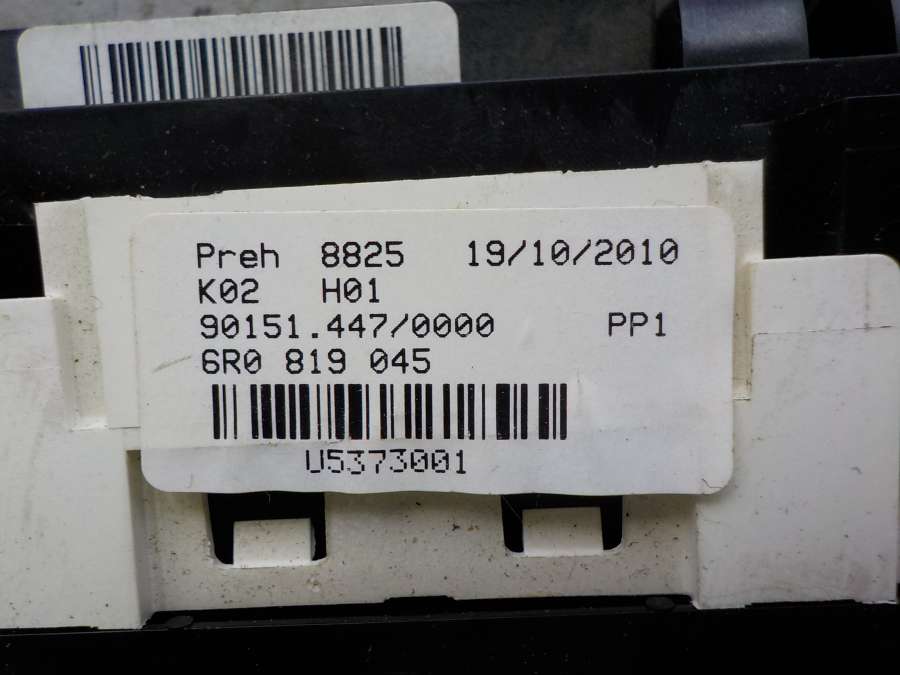 Preh 8825 19/10/2010
K02 H01
90151.447/0000 PP1
6R0 819 045
U5373001